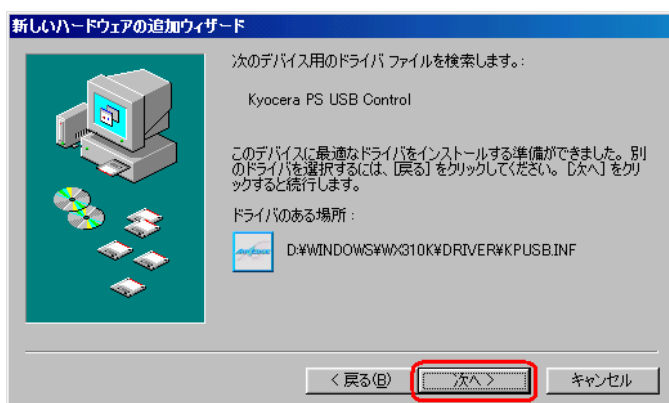 新しいハードウェアの追加ウィザード
次のデバイス用のドライバ ファイルを検索します。:
Kyocera PS USB Control
このデバイスに最適なドライバをインストールする準備ができました。別
のドライバを選択するには、[戻る] をクリックしてください。[次へ] をクリ
ックすると続行します。
ドライバのある場所:
AIR-EDGE
D:¥WINDOWS¥WX310K¥DRIVER¥KPUSB.INF
< 戻る(B)
次へ >
キャンセル